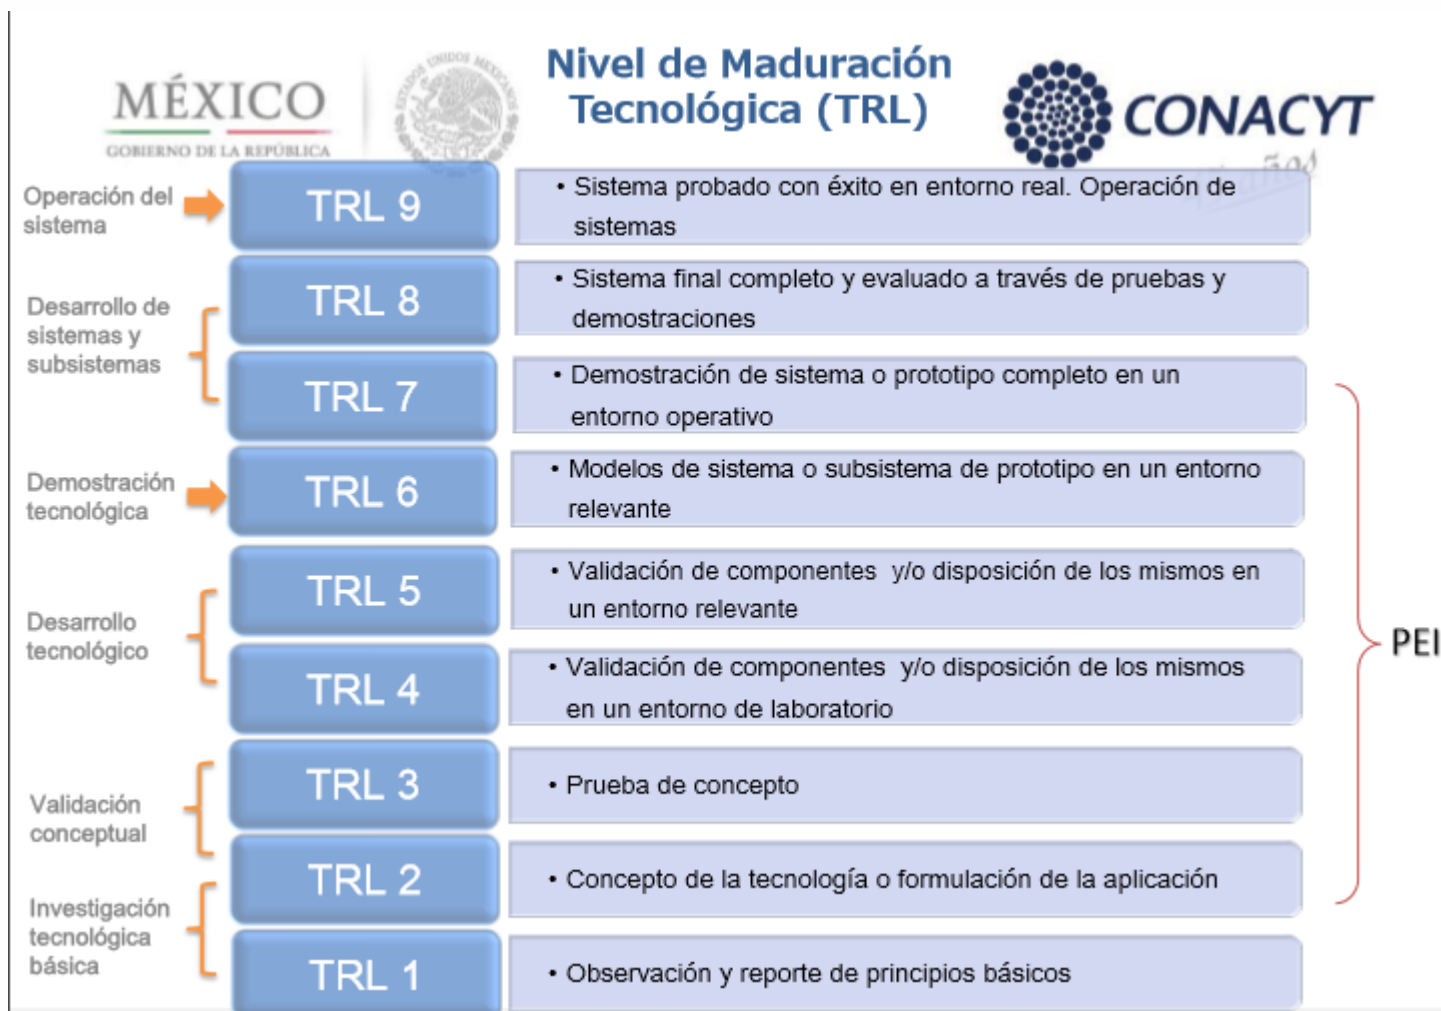 MÉXICO
GOBIERNO DE LA REPÚBLICA
ESTADOS UNIDOS MEXICANOS
Nivel de Maduración
Tecnológica (TRL)
CONACYT
45 años
Operación del
sistema
TRL 9
• Sistema probado con éxito en entorno real. Operación de
sistemas
Desarrollo de
sistemas y
subsistemas
TRL 8
• Sistema final completo y evaluado a través de pruebas y
demostraciones
TRL 7
• Demostración de sistema o prototipo completo en un
entorno operativo
Demostración
tecnológica
TRL 6
• Modelos de sistema o subsistema de prototipo en un entorno
relevante
Desarrollo
tecnológico
TRL 5
• Validación de componentes  y/o disposición de los mismos en
un entorno relevante
TRL 4
• Validación de componentes  y/o disposición de los mismos
en un entorno de laboratorio
PEI
Validación
conceptual
TRL 3
• Prueba de concepto
TRL 2
• Concepto de la tecnología o formulación de la aplicación
Investigación
tecnológica
básica
TRL 1
• Observación y reporte de principios básicos